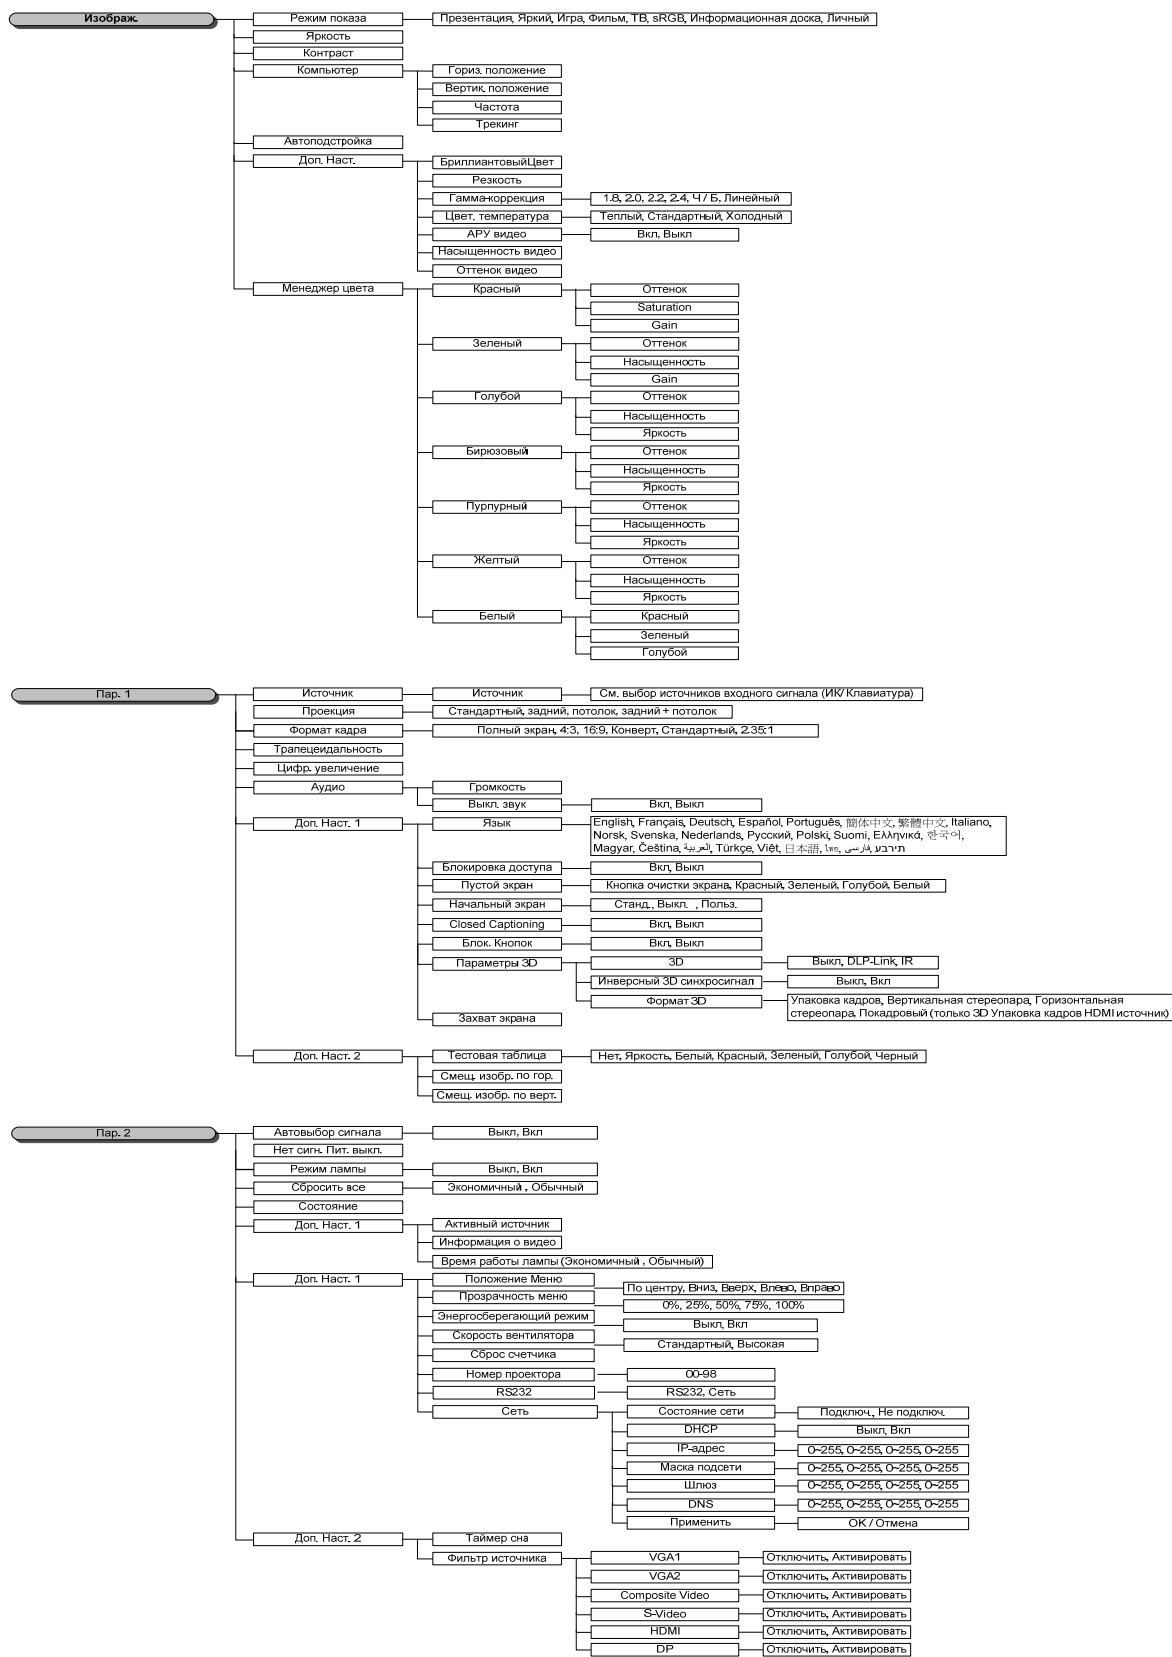 Изображ.
Режим показа
Презентация, Яркий, Игра, Фильм, ТВ, sRGB, Информационная доска, Личный
Яркость
Контраст
Компьютер
Гориз. положение
Вертик. положение
Частота
Трекинг
Автоподстройка
Доп. Наст.
БриллиантовыйЦвет
Резкость
Гамма-коррекция
1.8, 2.0, 2.2, 2.4, Ч / Б, Линейный
Цвет. температура
Теплый, Стандартный, Холодный
АРУ видео
Вкл, Выкл
Насыщенность видео
Оттенок видео
Менеджер цвета
Красный
Оттенок
Saturation
Gain
Зеленый
Оттенок
Насыщенность
Gain
Голубой
Оттенок
Насыщенность
Яркость
Бирюзовый
Оттенок
Насыщенность
Яркость
Пурпурный
Оттенок
Насыщенность
Яркость
Желтый
Оттенок
Насыщенность
Яркость
Белый
Красный
Зеленый
Голубой
Пар. 1
Источник
Источник
См. выбор источников входного сигнала (ИК/ Клавиатура)
Проекция
Стандартный, задний, потолок, задний + потолок
Формат кадра
Полный экран, 4:3, 16:9, Конверт, Стандартный, 2.35:1
Трапецеидальность
Цифр. увеличение
Аудио
Громкость
Выкл. звук
Вкл, Выкл
Доп. Наст. 1
Язык
English, Français, Deutsch, Español, Português, 簡体中文, 繁體中文, Italiano,
Norsk, Svenska, Nederlands, Русский, Polski, Suomi, Ελληνικά, 한국어,
Magyar, Čeština, العربية, Türkçe, Việt, 日本語, ไทย, فارسی, תירבע
Блокировка доступа
Вкл, Выкл
Пустой экран
Кнопка очистки экрана, Красный, Зеленый, Голубой, Белый
Начальный экран
Станд., Выкл. , Польз.
Closed Captioning
Вкл, Выкл
Блок. Кнопок
Вкл, Выкл
Параметры 3D
3D
Выкл, DLP-Link, IR
Инверсный 3D синхросигнал
Выкл, Вкл
Формат 3D
Упаковка кадров, Вертикальная стереопара, Горизонтальная
стереопара, Покадровый (только 3D Упаковка кадров HDMI источник)
Захват экрана
Доп. Наст. 2
Тестовая таблица
Нет, Яркость, Белый, Красный, Зеленый, Голубой, Черный
Смещ. изобр. по гор.
Смещ. изобр. по верт.
Пар. 2
Автовыбор сигнала
Выкл, Вкл
Нет сигн. Пит. выкл.
Режим лампы
Выкл, Вкл
Сбросить все
Экономичный , Обычный
Состояние
Доп. Наст. 1
Активный источник
Информация о видео
Время работы лампы (Экономичный , Обычный)
Доп. Наст. 1
Положение Меню
По центру, Вниз, Вверх, Влево, Вправо
Прозрачность меню
0%, 25%, 50%, 75%, 100%
Энергосберегающий режим
Выкл, Вкл
Скорость вентилятора
Стандартный, Высокая
Сброс счетчика
Номер проектора
00-98
RS232
RS232, Сеть
Сеть
Состояние сети
Подключ., Не подключ.
DHCP
Выкл, Вкл
IP-адрес
0~255, 0~255, 0~255, 0~255
Маска подсети
0~255, 0~255, 0~255, 0~255
Шлюз
0~255, 0~255, 0~255, 0~255
DNS
0~255, 0~255, 0~255, 0~255
Применить
OK / Отмена
Доп. Наст. 2
Таймер сна
Фильтр источника
VGA1
Отключить, Активировать
VGA2
Отключить, Активировать
Composite Video
Отключить, Активировать
S-Video
Отключить, Активировать
HDMI
Отключить, Активировать
DP
Отключить, Активировать